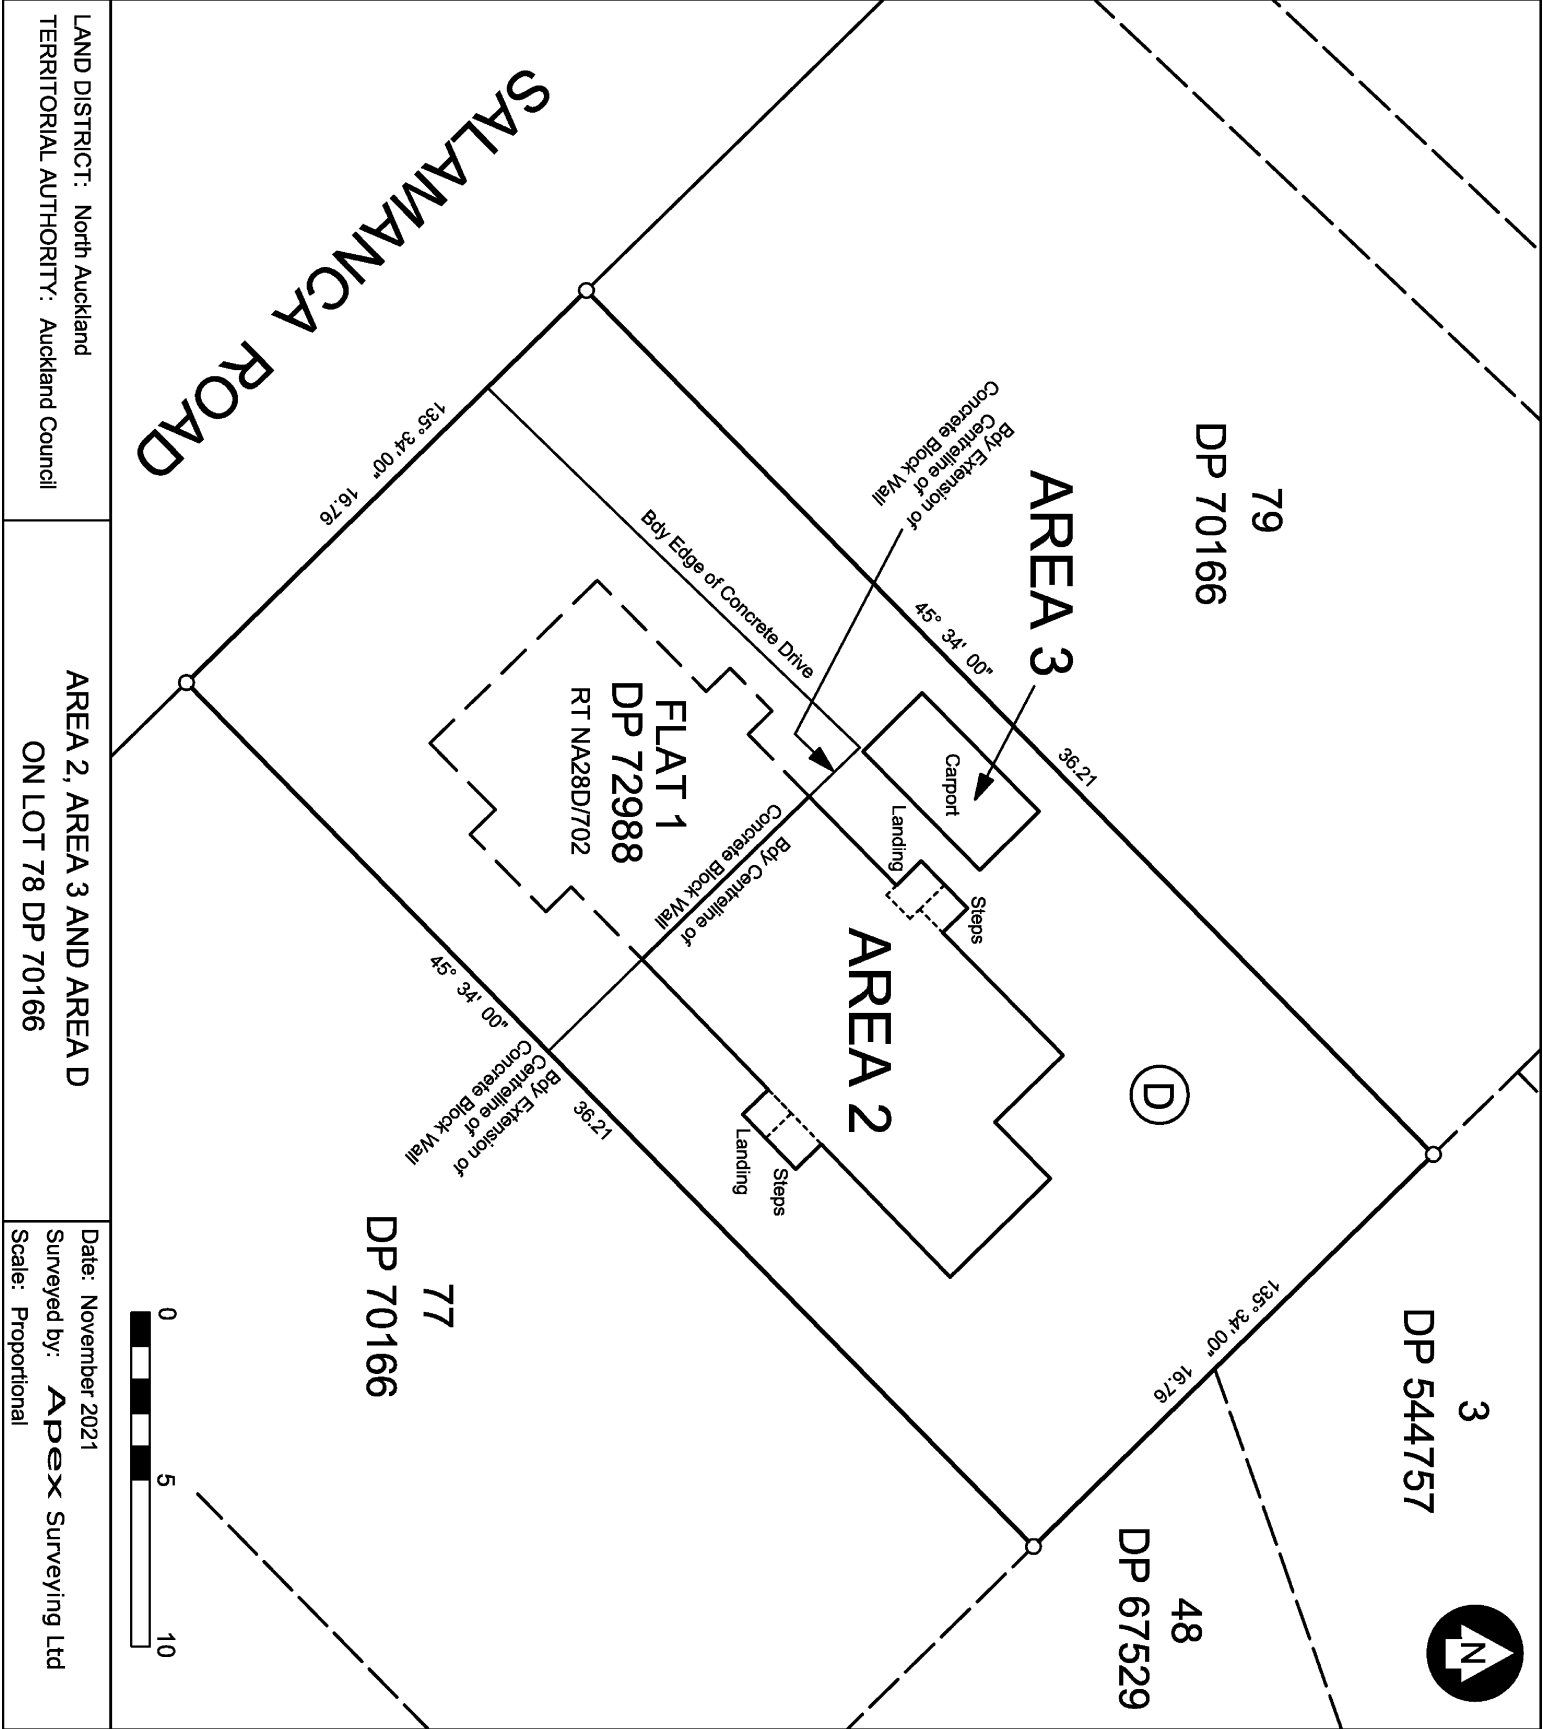 79
DP 70166
3
DP 544757
48
DP 67529
N
AREA 3
Bdy Extension of
Centreline of
Concrete Block Wall
45° 34' 00"
36.21
D
135° 34' 00"
16.76
Carport
Landing
Steps
AREA 2
Bdy Edge of Concrete Drive
Bdy Centreline of
Concrete Block Wall
FLAT 1
DP 72988
RT NA28D/702
Landing
Steps
SALAMANCA ROAD
135° 34' 00"
16.76
45° 34' 00"
36.21
Bdy Extension of
Centreline of
Concrete Block Wall
77
DP 70166
0 5 10
LAND DISTRICT: North Auckland
TERRITORIAL AUTHORITY: Auckland Council
AREA 2, AREA 3 AND AREA D
ON LOT 78 DP 70166
Date: November 2021
Surveyed by: Apex Surveying Ltd
Scale: Proportional